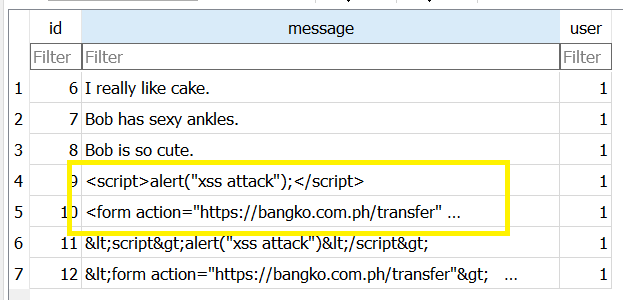 id message user
Filter Filter Filter
1 6 I really like cake. 1
2 7 Bob has sexy ankles. 1
3 8 Bob is so cute. 1
4 9 <script>alert("xss attack");</script> 1
5 10 <form action="https://bangko.com.ph/transfer" ... 1
6 11 &lt;script&gt;alert("xss attack")&lt;/script&gt; 1
7 12 &lt;form action="https://bangko.com.ph/transfer"&gt; ... 1